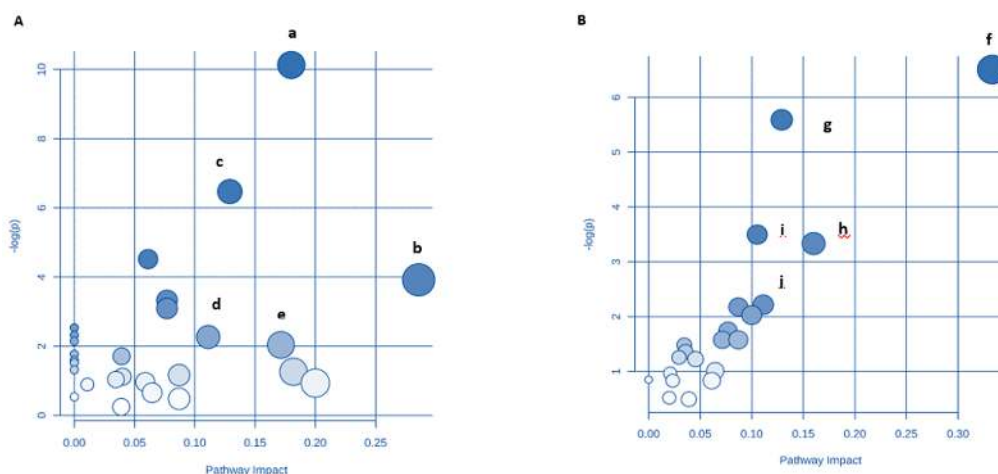 A
a
c
b
d
e
-log(p)
10
8
6
4
2
0
0.00 0.05 0.10 0.15 0.20 0.25
Pathway Impact
B
f
g
i
h
j
-log(p)
6
5
4
3
2
1
0.00 0.05 0.10 0.15 0.20 0.25 0.30
Pathway Impact